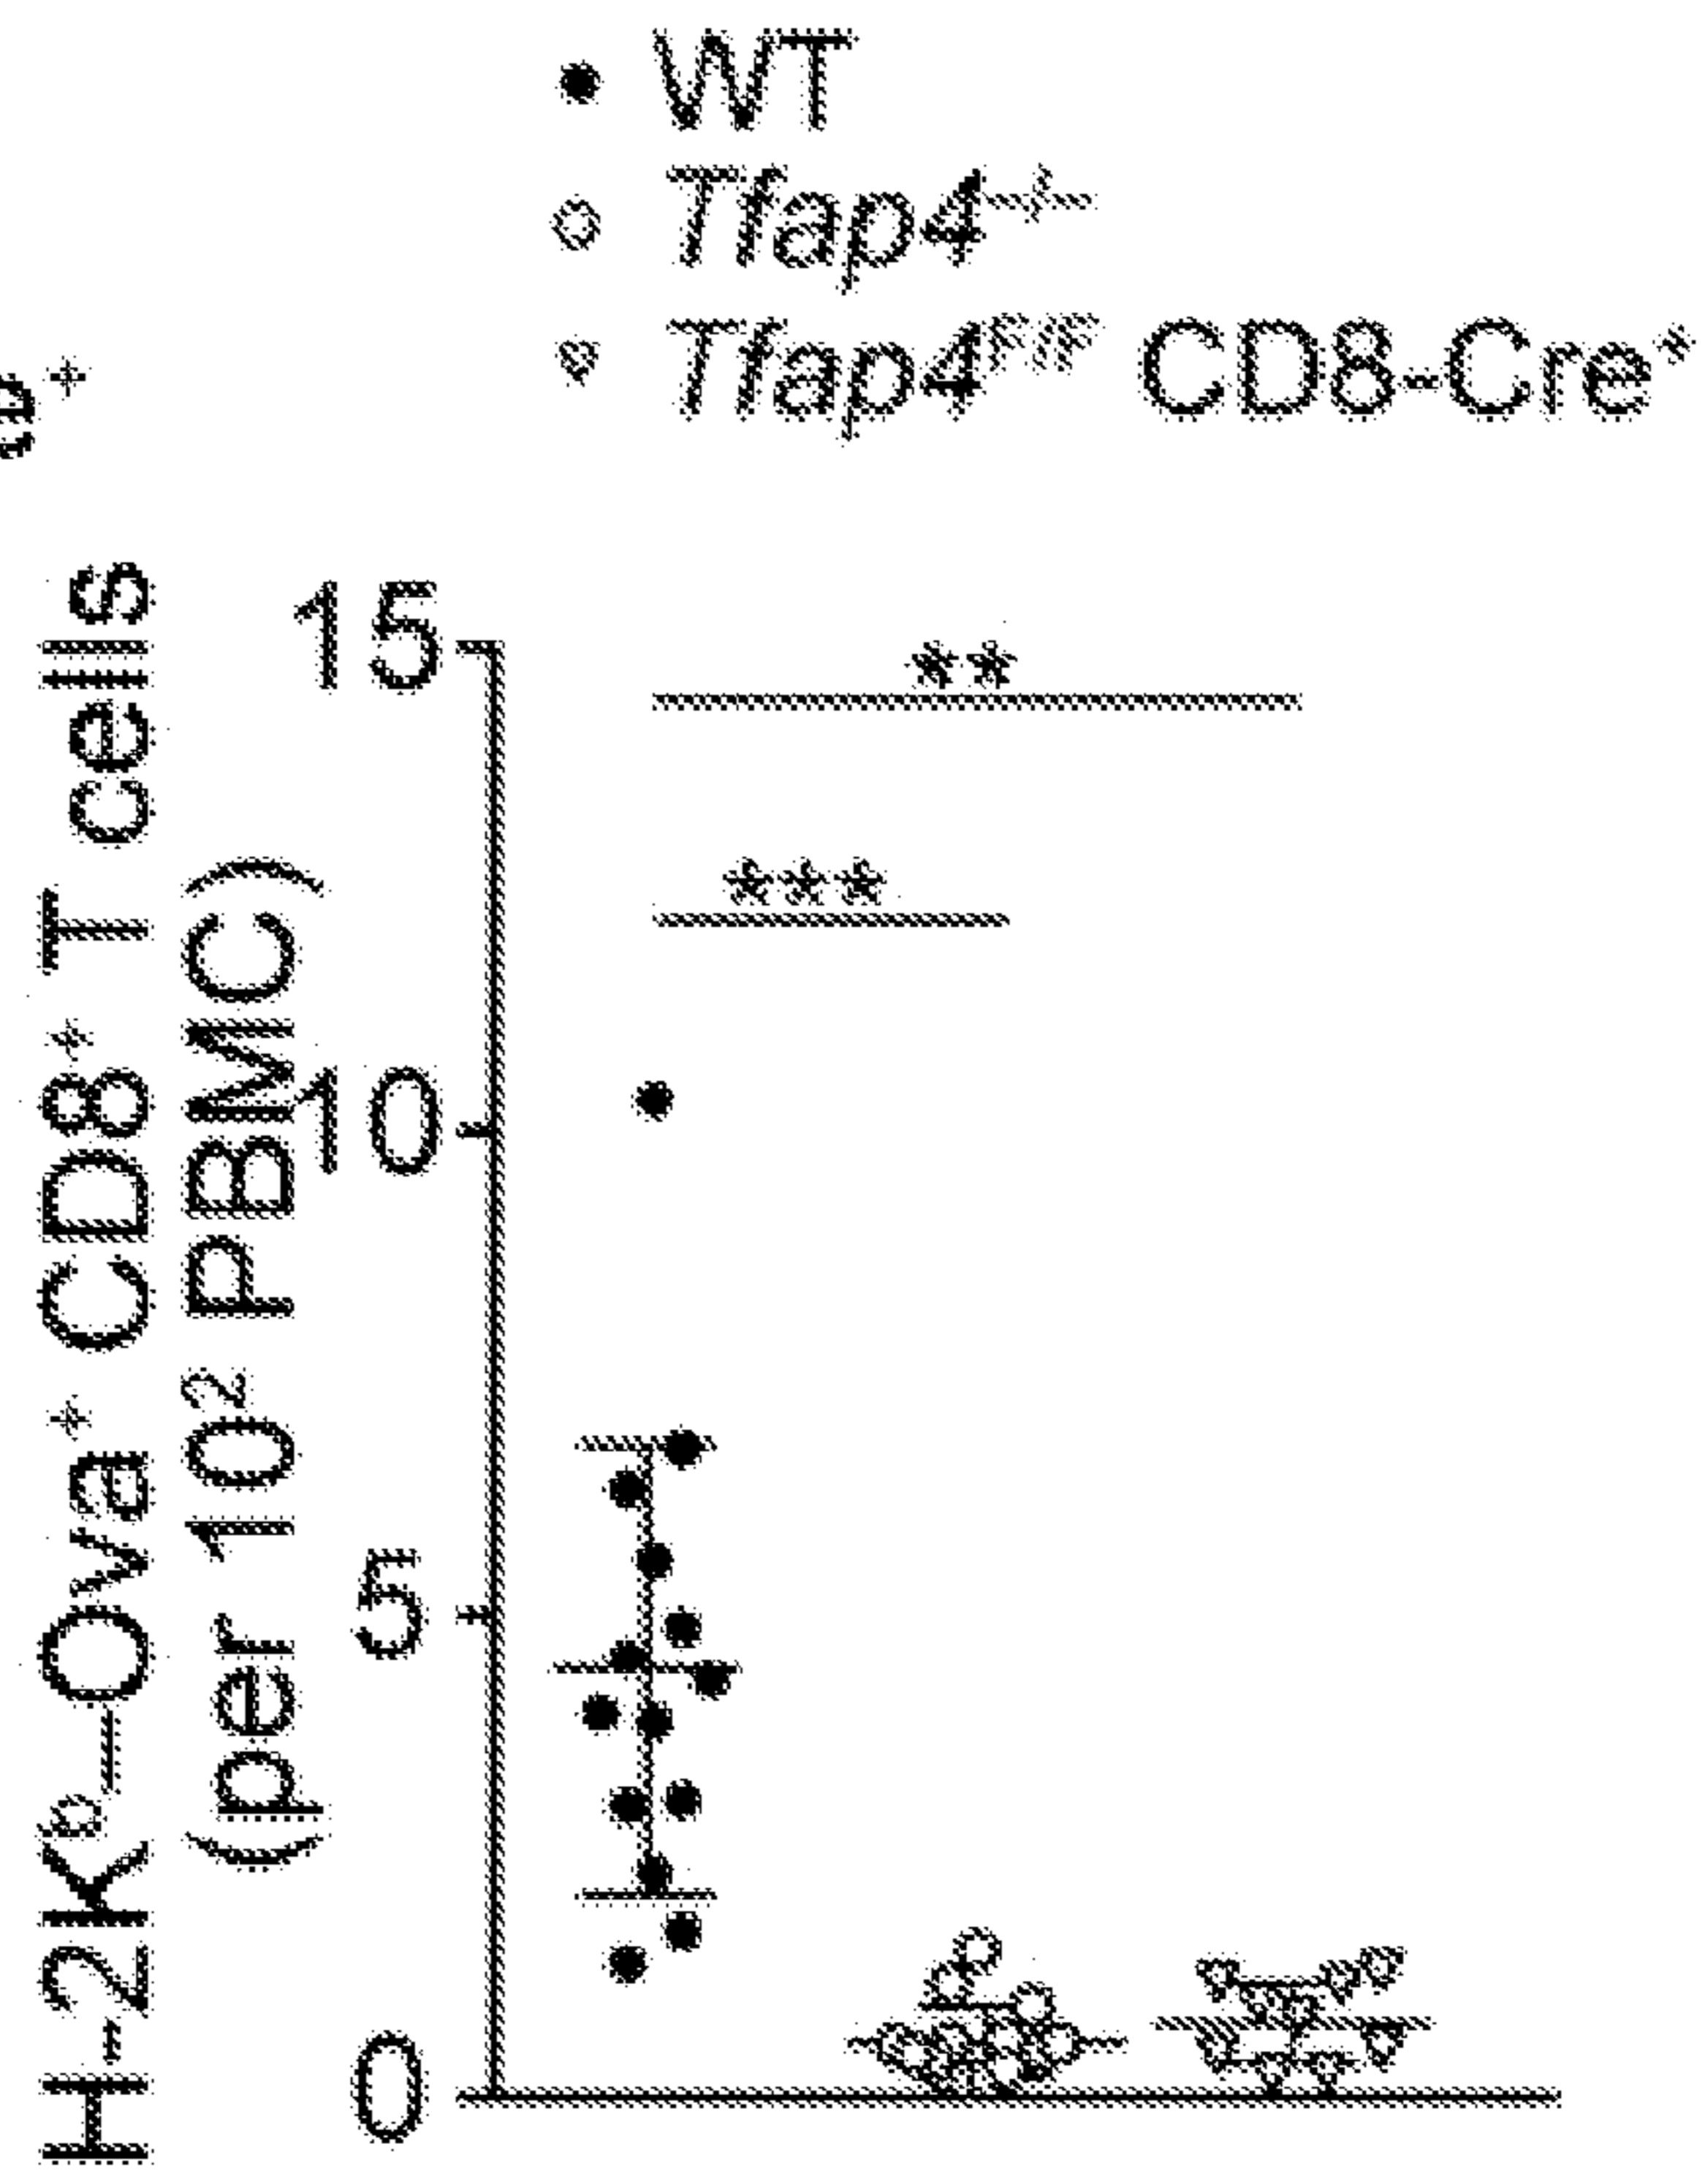 WT
Tfap4⁻/⁻
Tfap4F/F CD8-Cre⁺
H-2Kᵇ–Ova⁺ CD8⁺ T cells
(per 10² PBMC)
15
10
5
0
**
***